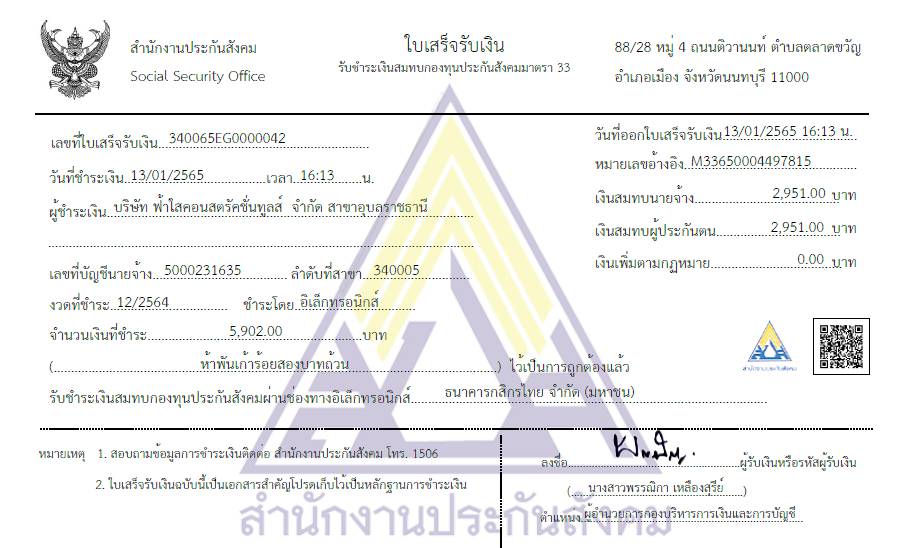 สำนักงานประกันสังคม
Social Security Office
ใบเสร็จรับเงิน
รับชำระเงินสมทบกองทุนประกันสังคมมาตรา 33
88/28 หมู่ 4 ถนนติวานนท์ ตำบลตลาดขวัญ
อำเภอเมือง จังหวัดนนทบุรี 11000
เลขที่ใบเสร็จรับเงิน 340065EG0000042
วันที่ออกใบเสร็จรับเงิน 13/01/2565 16:13 น.
หมายเลขอ้างอิง M33650004497815
วันที่ชำระเงิน 13/01/2565 เวลา 16:13 น.
เงินสมทบนายจ้าง 2,951.00 บาท
ผู้ชำระเงิน บริษัท ฟ้าใสคอนสตรัคชั่นทูลส์ จำกัด สาขาอุบลราชธานี
เงินสมทบผู้ประกันตน 2,951.00 บาท
เงินเพิ่มตามกฎหมาย 0.00 บาท
เลขที่บัญชีนายจ้าง 5000231635 ลำดับที่สาขา 340005
งวดที่ชำระ 12/2564 ชำระโดย อิเล็กทรอนิกส์
จำนวนเงินที่ชำระ 5,902.00 บาท
( ห้าพันเก้าร้อยสองบาทถ้วน ) ไว้เป็นการถูกต้องแล้ว
สำนักงานประกันสังคม
รับชำระเงินสมทบกองทุนประกันสังคมผ่านช่องทางอิเล็กทรอนิกส์ ธนาคารกสิกรไทย จำกัด (มหาชน)
หมายเหตุ 1. สอบถามข้อมูลการชำระเงินติดต่อ สำนักงานประกันสังคม โทร. 1506
2. ใบเสร็จรับเงินฉบับนี้เป็นเอกสารสำคัญโปรดเก็บไว้เป็นหลักฐานการชำระเงิน
ลงชื่อ ผู้รับเงินหรือรหัสผู้รับเงิน
( นางสาวพรรณิกา เหลืองสุรีย์ )
ตำแหน่ง ผู้อำนวยการกองบริหารการเงินและการบัญชี
สำนักงานประกันสังคม